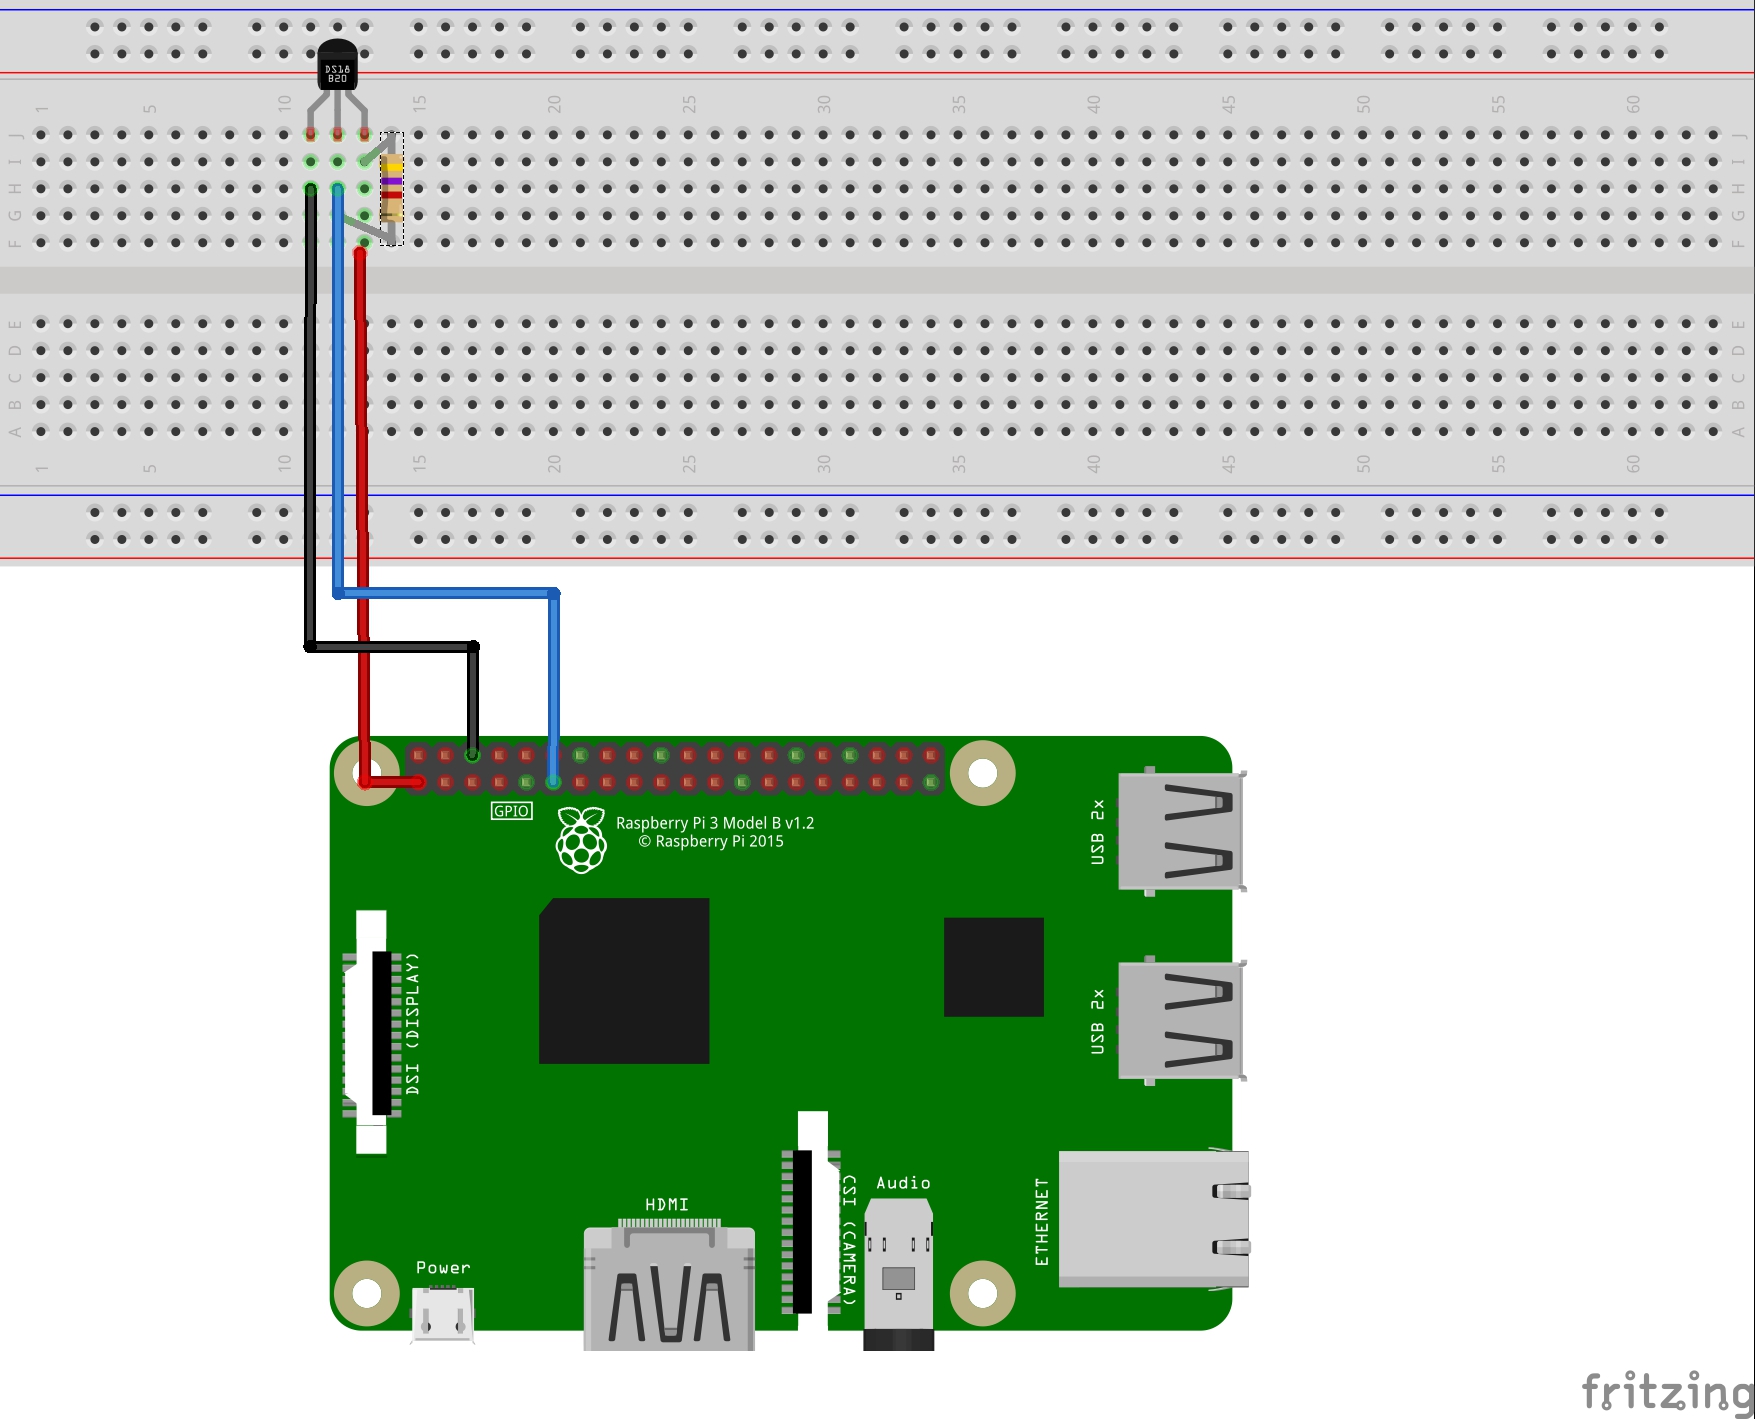 DS18
B20
1 5 10 15 20 25 30 35 40 45 50 55 60
J J
I I
H H
G G
F F
E E
D D
C C
B B
A A
1 5 10 15 20 25 30 35 40 45 50 55 60
GPIO
Raspberry Pi 3 Model B v1.2
© Raspberry Pi 2015
USB 2x
USB 2x
DSI (DISPLAY)
CSI (CAMERA)
Audio
ETHERNET
HDMI
Power
fritzing